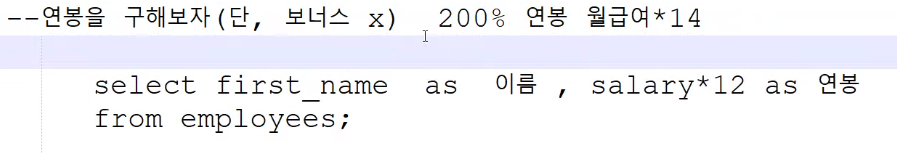 --연봉을 구해보자(단, 보너스 x) 200% 연봉 월급여*14
select first_name as 이름 , salary*12 as 연봉
from employees;